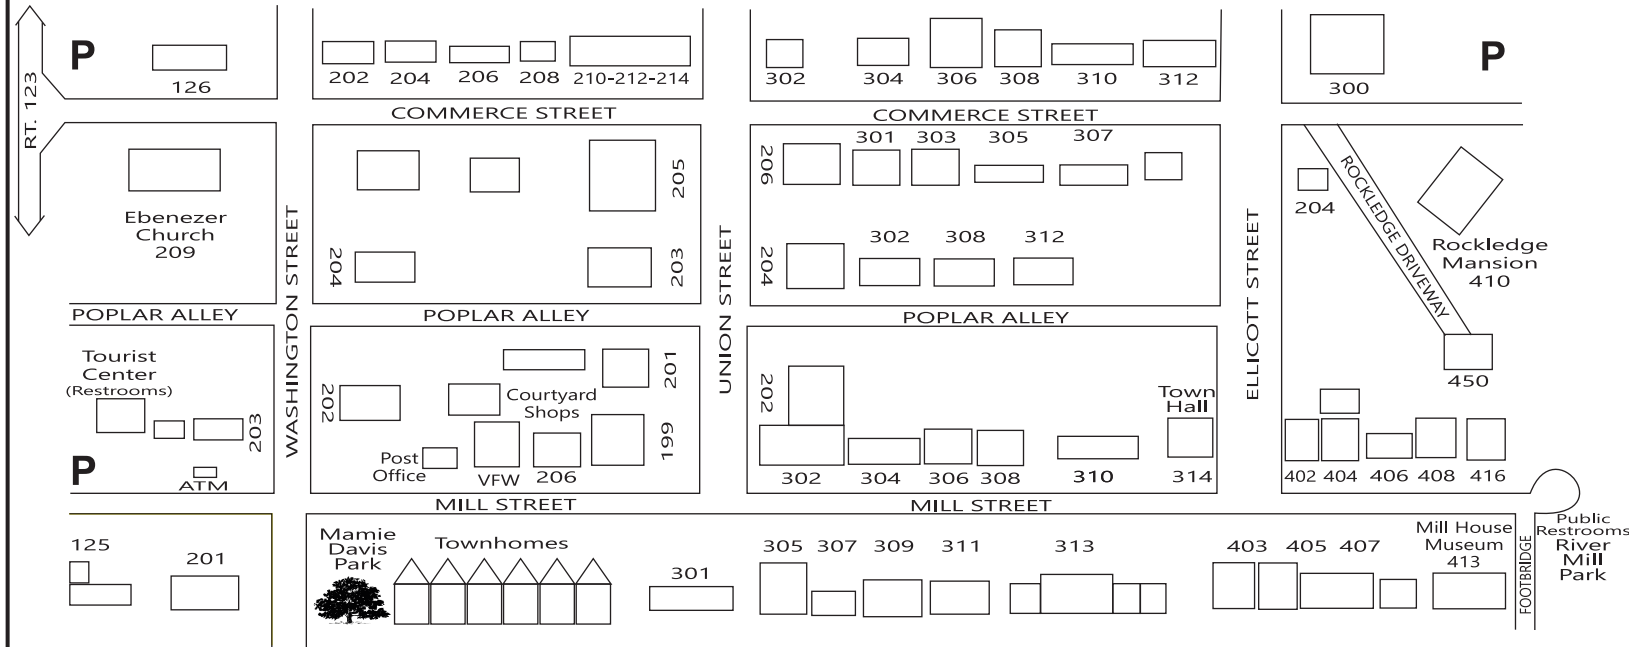 P
126
RT. 123
202
204
206
208
210-212-214
302
304
306
308
310
312
300
P
COMMERCE STREET
COMMERCE STREET
Ebenezer
Church
209
WASHINGTON STREET
205
204
203
UNION STREET
206
301
303
305
307
204
302
308
312
ELLICOTT STREET
204
ROCKLEDGE DRIVEWAY
Rockledge
Mansion
410
450
POPLAR ALLEY
POPLAR ALLEY
POPLAR ALLEY
Tourist
Center
(Restrooms)
203
P
ATM
202
201
Courtyard
Shops
199
Post
Office
VFW
206
202
302
304
306
308
310
Town
Hall
314
402
404
406
408
416
MILL STREET
MILL STREET
125
201
Mamie
Davis
Park
Townhomes
301
305
307
309
311
313
403
405
407
Mill House
Museum
413
FOOTBRIDGE
Public
Restrooms
River
Mill
Park